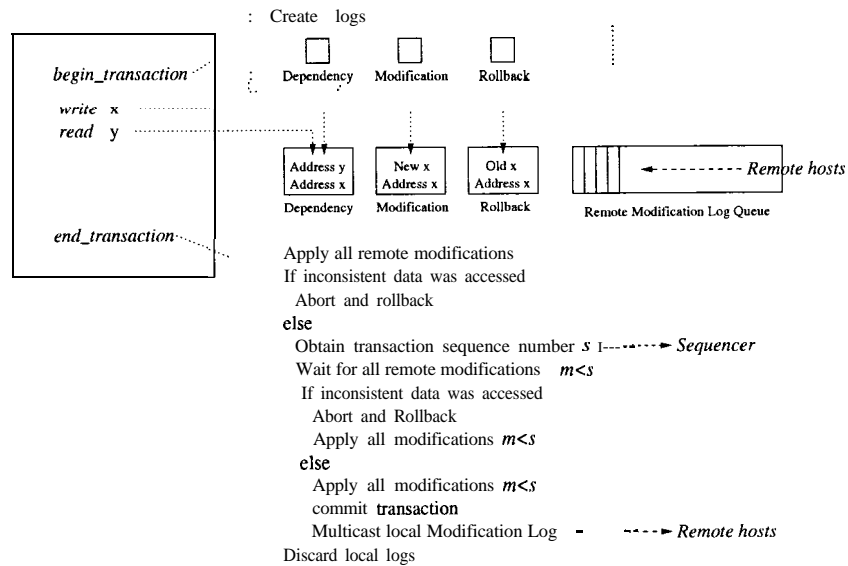 : Create logs
begin_transaction
Dependency Modification Rollback
write x
read y
Address y New x Old x
Address x Address x Address x
Remote hosts
Dependency Modification Rollback
Remote Modification Log Queue
end_transaction
Apply all remote modifications
If inconsistent data was accessed
Abort and rollback
else
Obtain transaction sequence number s Sequencer
Wait for all remote modifications m<s
If inconsistent data was accessed
Abort and Rollback
Apply all modifications m<s
else
Apply all modifications m<s
commit transaction
Multicast local Modification Log - Remote hosts
Discard local logs